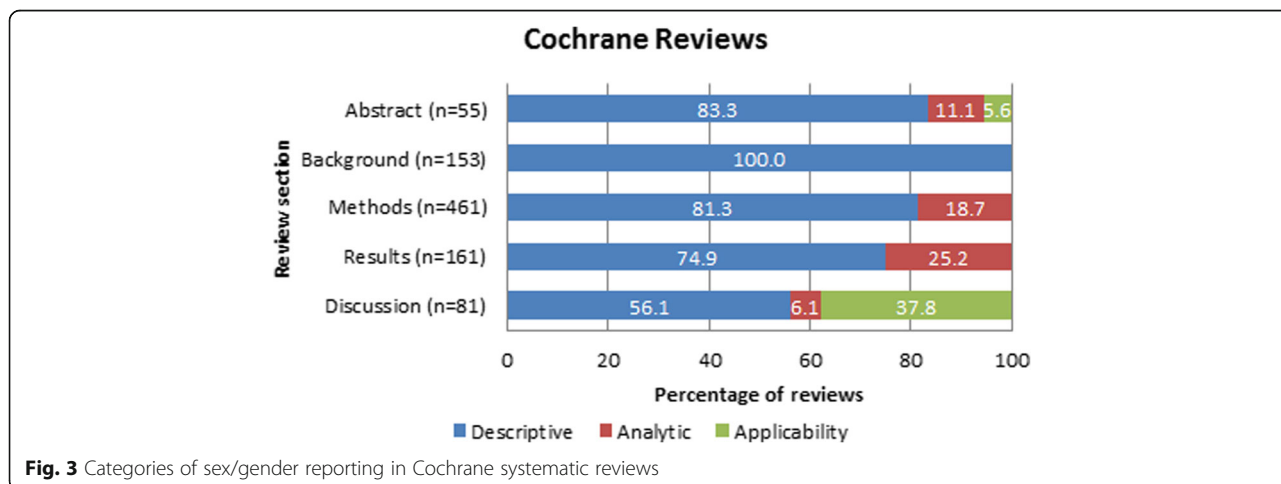 Cochrane Reviews
Review section
Abstract (n=55)
83.3 11.1 5.6
Background (n=153)
100.0
Methods (n=461)
81.3 18.7
Results (n=161)
74.9 25.2
Discussion (n=81)
56.1 6.1 37.8
0 20 40 60 80 100
Percentage of reviews
Descriptive Analytic Applicability
Fig. 3 Categories of sex/gender reporting in Cochrane systematic reviews